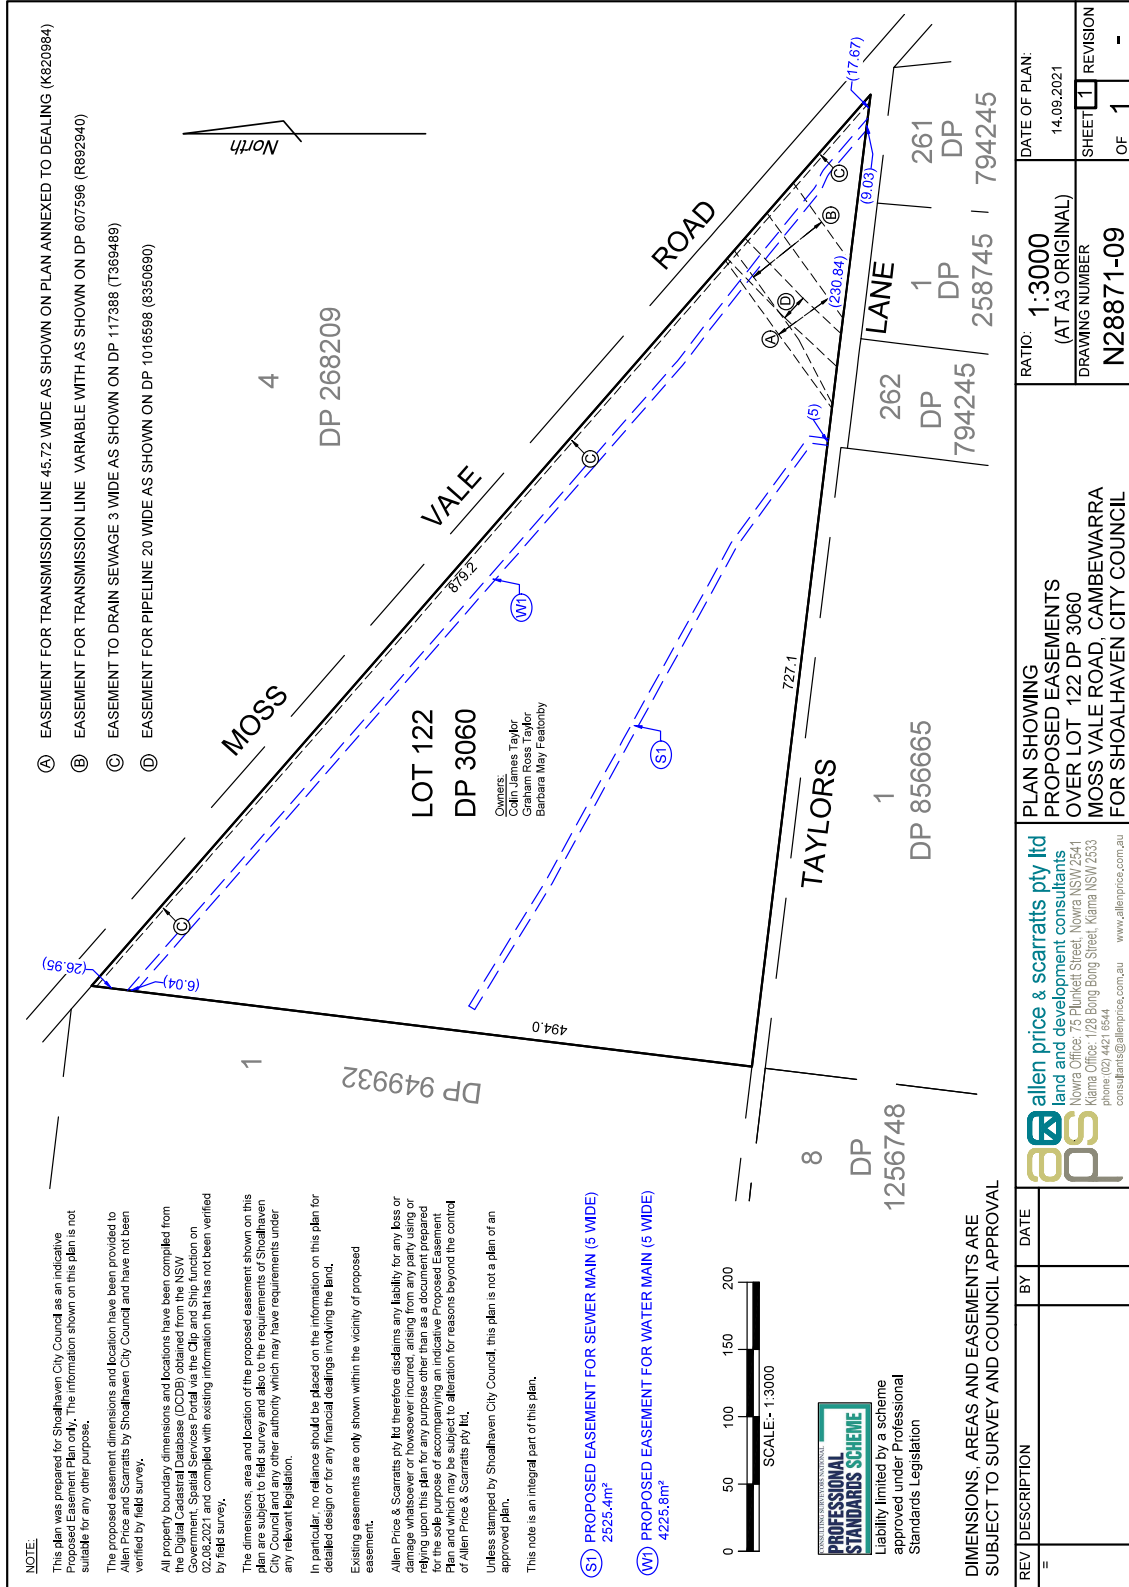 NOTE:
This plan was prepared for Shoalhaven City Council as an indicative
Proposed Easement Plan only. The information shown on this plan is not
suitable for any other purpose.
The proposed easement dimensions and location have been provided to
Allen Price and Scarratts by Shoalhaven City Council and have not been
verified by field survey.
All property boundary dimensions and locations have been compiled from
the Digital Cadastral Database (DCDB) obtained from the NSW
Government. Spatial Services Portal via the Clip and Ship function on
02.08.2021 and compiled with existing information that has not been verified
by field survey.
The dimensions, area and location of the proposed easement shown on this
plan are subject to field survey and also to the requirements of Shoalhaven
City Council and any other authority which may have requirements under
any relevant legislation.
In particular, no reliance should be placed on the information on this plan for
detailed design or for any financial dealings involving the land.
Existing easements are only shown within the vicinity of proposed
easement.
Allen Price & Scarratts pty ltd therefore disclaims any liability for any loss or
damage whatsoever or howsoever incurred, arising from any party using or
relying upon this plan for any purpose other than as a document prepared
for the sole purpose of accompanying an indicative Proposed Easement
Plan and which may be subject to alteration for reasons beyond the control
of Allen Price & Scarratts pty ltd.
Unless stamped by Shoalhaven City Council, this plan is not a plan of an
approved plan.
This note is an integral part of this plan.
S1 PROPOSED EASEMENT FOR SEWER MAIN (5 WIDE)
2525.4m²
W1 PROPOSED EASEMENT FOR WATER MAIN (5 WIDE)
4225.8m²
0 50 100 150 200
SCALE:- 1:3000
CONSULTING SURVEYORS NATIONAL
PROFESSIONAL
STANDARDS SCHEME
Liability limited by a scheme
approved under Professional
Standards Legislation
DIMENSIONS, AREAS AND EASEMENTS ARE
SUBJECT TO SURVEY AND COUNCIL APPROVAL
A EASEMENT FOR TRANSMISSION LINE 45.72 WIDE AS SHOWN ON PLAN ANNEXED TO DEALING (K820984)
B EASEMENT FOR TRANSMISSION LINE VARIABLE WITH AS SHOWN ON DP 607596 (R892940)
C EASEMENT TO DRAIN SEWAGE 3 WIDE AS SHOWN ON DP 117388 (T369489)
D EASEMENT FOR PIPELINE 20 WIDE AS SHOWN ON DP 1016598 (8350690)
North
MOSS VALE ROAD
4
DP 268209
(26.95)
(6.04)
C
879.2
W1
C
(17.67)
C
(9.03)
B
(230.84)
D
A
(5)
LOT 122
DP 3060
Owners:
Colin James Taylor
Graham Ross Taylor
Barbara May Featonby
S1
494.0
727.1
1
DP 949932
TAYLORS LANE
8
DP
1256748
1
DP 856665
262
DP
794245
1
DP
258745
261
DP
794245
REV DESCRIPTION BY DATE
=
aps
allen price & scarratts pty ltd
land and development consultants
Nowra Office: 75 Plunkett Street, Nowra NSW 2541
Kiama Office: 1/28 Bong Bong Street, Kiama NSW 2533
phone:(02) 4421 6544
consultants@allenprice.com.au www.allenprice.com.au
PLAN SHOWING
PROPOSED EASEMENTS
OVER LOT 122 DP 3060
MOSS VALE ROAD, CAMBEWARRA
FOR SHOALHAVEN CITY COUNCIL
RATIO: 1:3000
(AT A3 ORIGINAL)
DRAWING NUMBER
N28871-09
DATE OF PLAN:
14.09.2021
SHEET 1
OF 1
REVISION
-